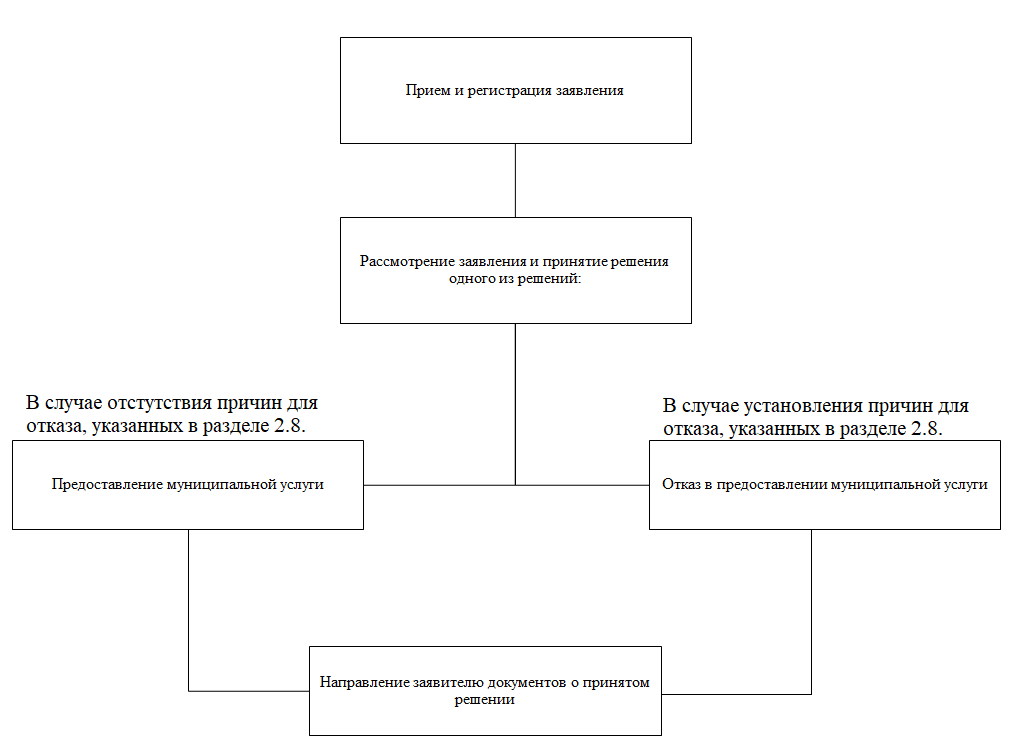 Прием и регистрация заявления
Рассмотрение заявления и принятие решения
одного из решений:
В случае отстутствия причин для
отказа, указанных в разделе 2.8.
В случае установления причин для
отказа, указанных в разделе 2.8.
Предоставление муниципальной услуги
Отказ в предоставлении муниципальной услуги
Направление заявителю документов о принятом
решении